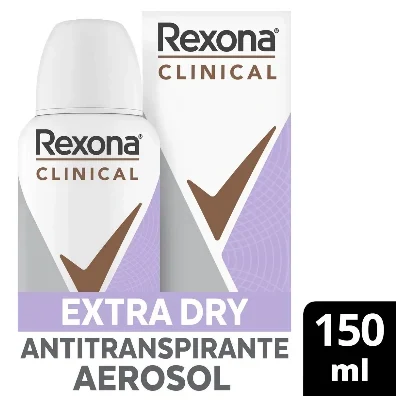 Rexona®
CLINICAL
Rexona®
CLINICAL
EXTRA DRY
ANTITRANSPIRANTE
AEROSOL
150
ml